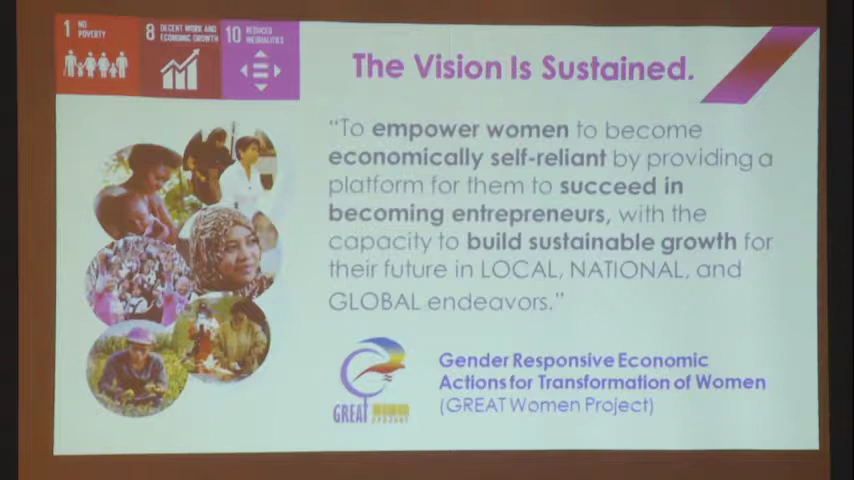 1 NO POVERTY
8 DECENT WORK AND ECONOMIC GROWTH
10 REDUCED INEQUALITIES
The Vision Is Sustained.
“To empower women to become
economically self-reliant by providing a
platform for them to succeed in
becoming entrepreneurs, with the
capacity to build sustainable growth for
their future in LOCAL, NATIONAL, and
GLOBAL endeavors.”
GREAT WOMEN
PROJECT
Gender Responsive Economic
Actions for Transformation of Women
(GREAT Women Project)